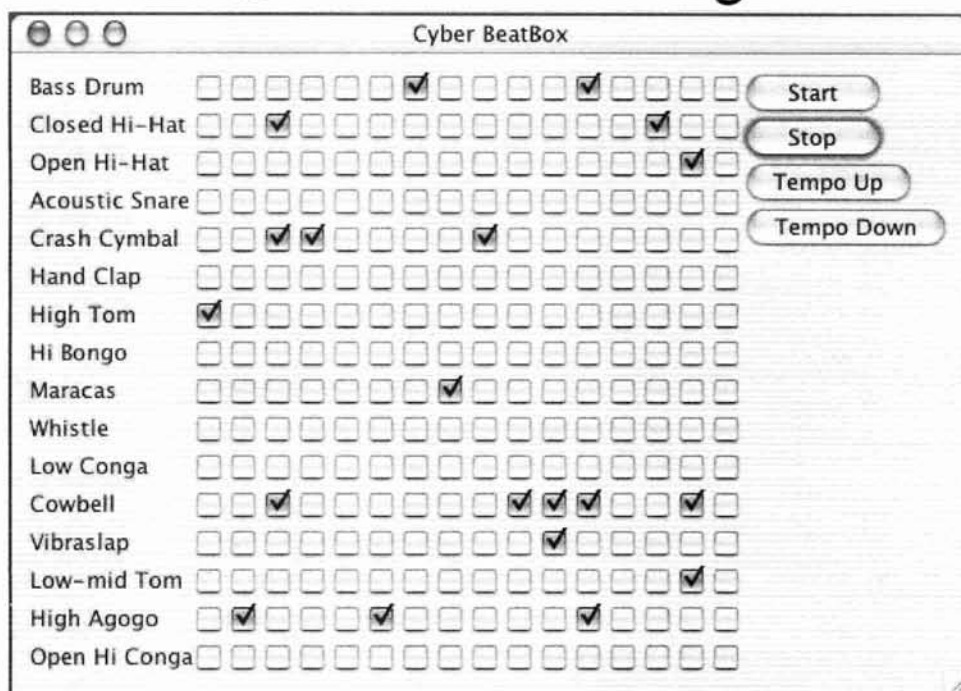 Cyber BeatBox
Bass Drum
Start
Closed Hi-Hat
Stop
Open Hi-Hat
Tempo Up
Acoustic Snare
Tempo Down
Crash Cymbal
Hand Clap
High Tom
Hi Bongo
Maracas
Whistle
Low Conga
Cowbell
Vibraslap
Low-mid Tom
High Agogo
Open Hi Conga